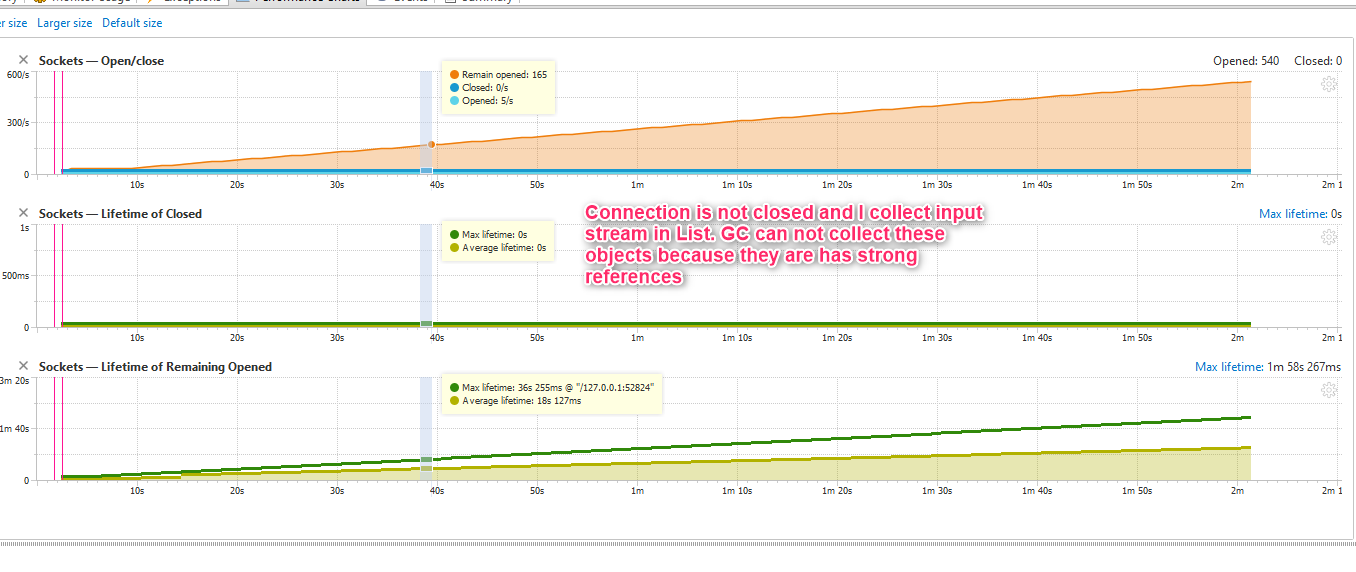 er size Larger size Default size
Sockets — Open/close Opened: 540 Closed: 0
600/s
300/s
0
Remain opened: 165
Closed: 0/s
Opened: 5/s
10s 20s 30s 40s 50s 1m 1m 10s 1m 20s 1m 30s 1m 40s 1m 50s 2m 2m 1
Sockets — Lifetime of Closed Max lifetime: 0s
1s
500ms
0
Max lifetime: 0s
Average lifetime: 0s
Connection is not closed and I collect input
stream in List. GC can not collect these
objects because they are has strong
references
10s 20s 30s 40s 50s 1m 1m 10s 1m 20s 1m 30s 1m 40s 1m 50s 2m 2m 1
Sockets — Lifetime of Remaining Opened Max lifetime: 1m 58s 267ms
3m 20s
1m 40s
0
Max lifetime: 36s 255ms @ "/127.0.0.1:52824"
Average lifetime: 18s 127ms
10s 20s 30s 40s 50s 1m 1m 10s 1m 20s 1m 30s 1m 40s 1m 50s 2m 2m 1